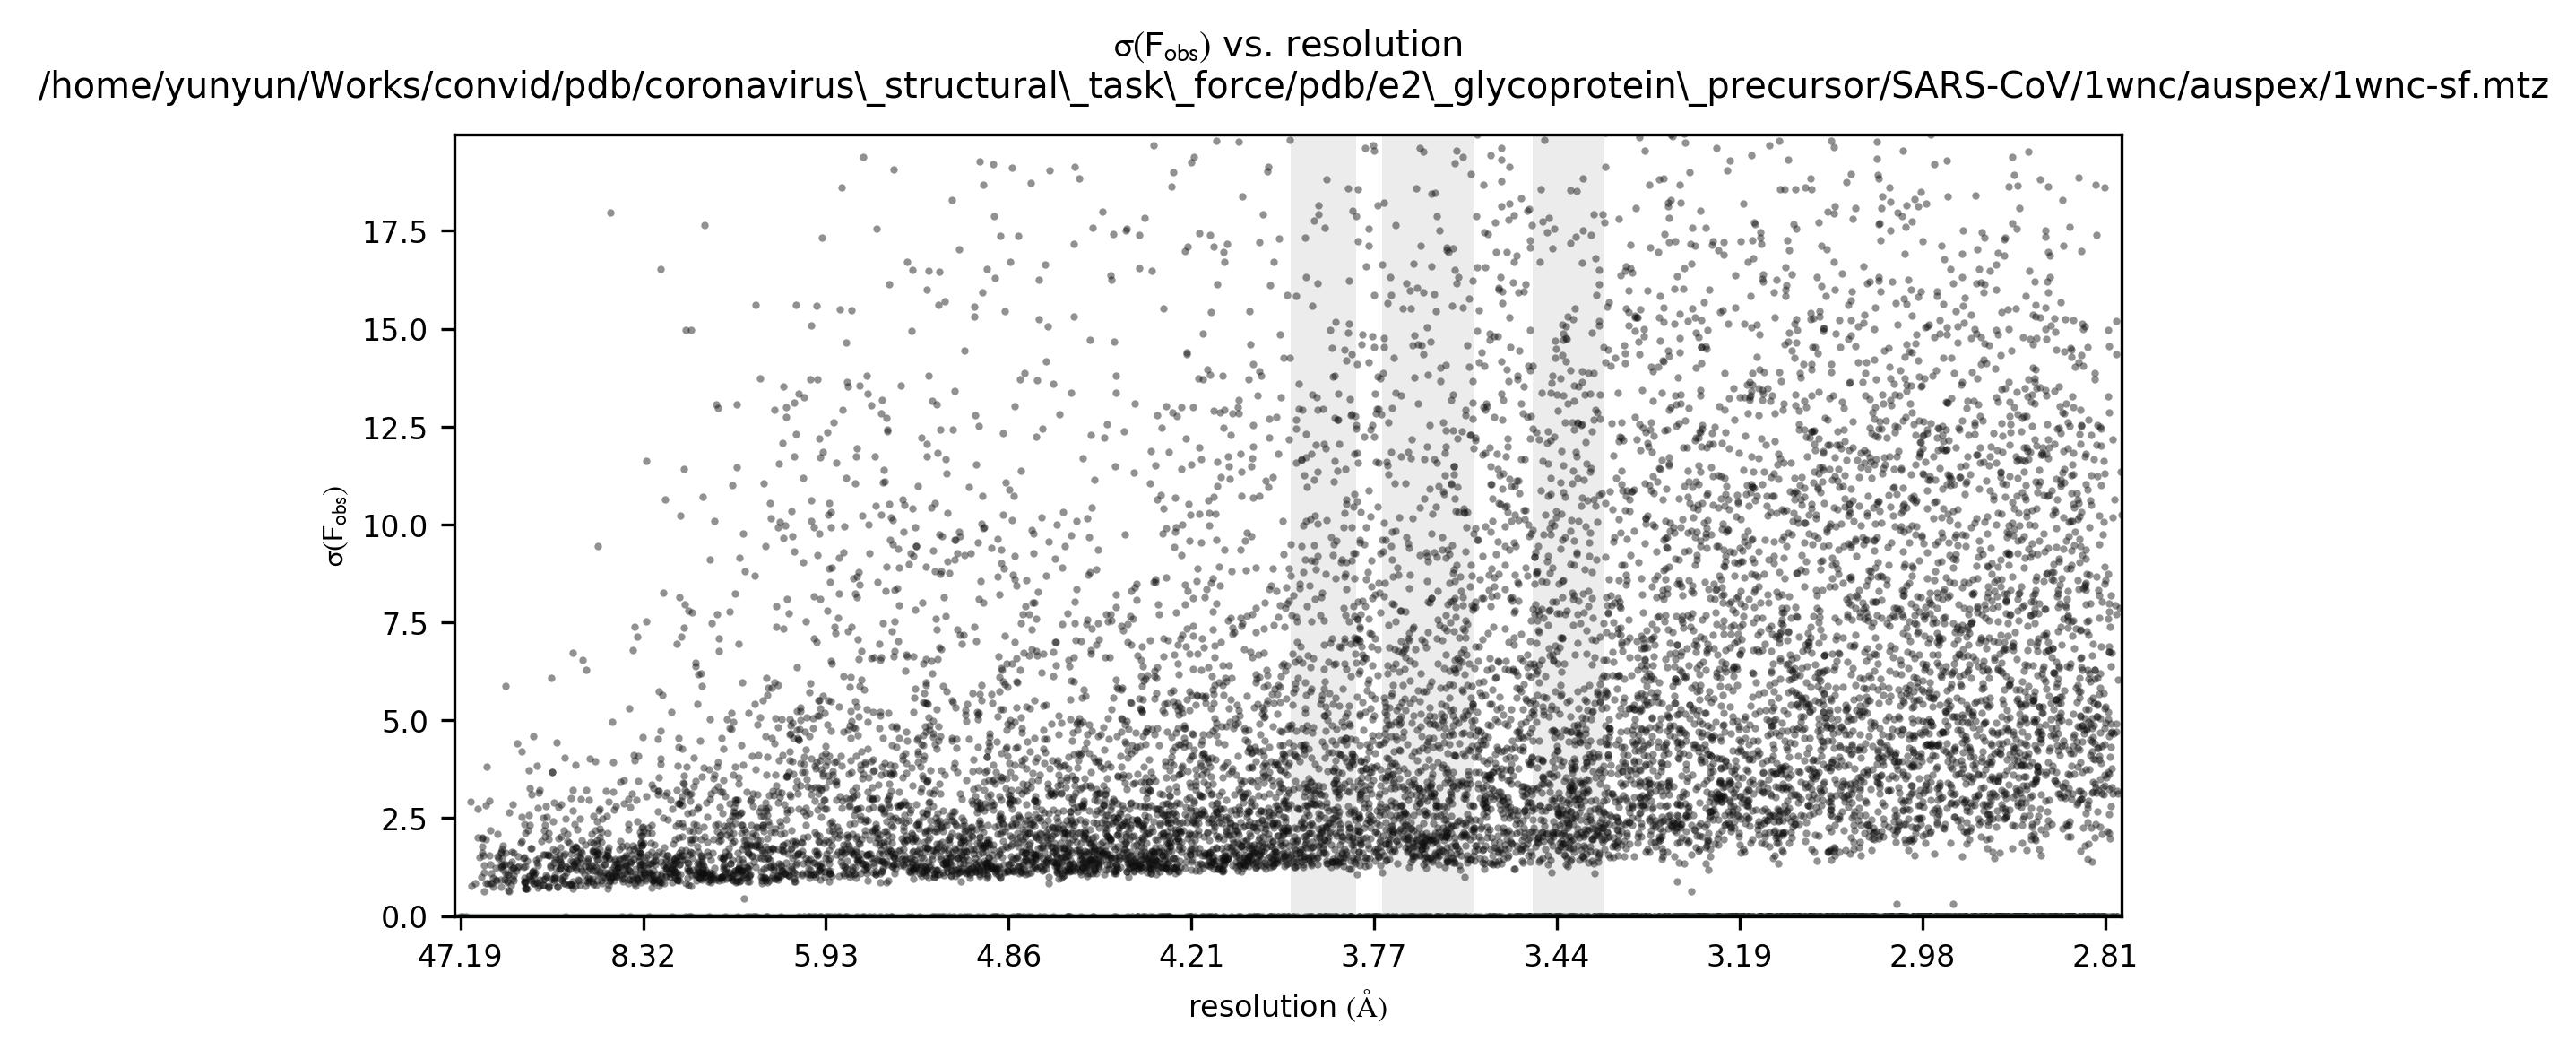 σ(F_obs) vs. resolution
/home/yunyun/Works/convid/pdb/coronavirus\_structural\_task\_force/pdb/e2\_glycoprotein\_precursor/SARS-CoV/1wnc/auspex/1wnc-sf.mtz
17.5
15.0
12.5
10.0
7.5
5.0
2.5
0.0
σ(F_obs)
47.19 8.32 5.93 4.86 4.21 3.77 3.44 3.19 2.98 2.81
resolution (Å)